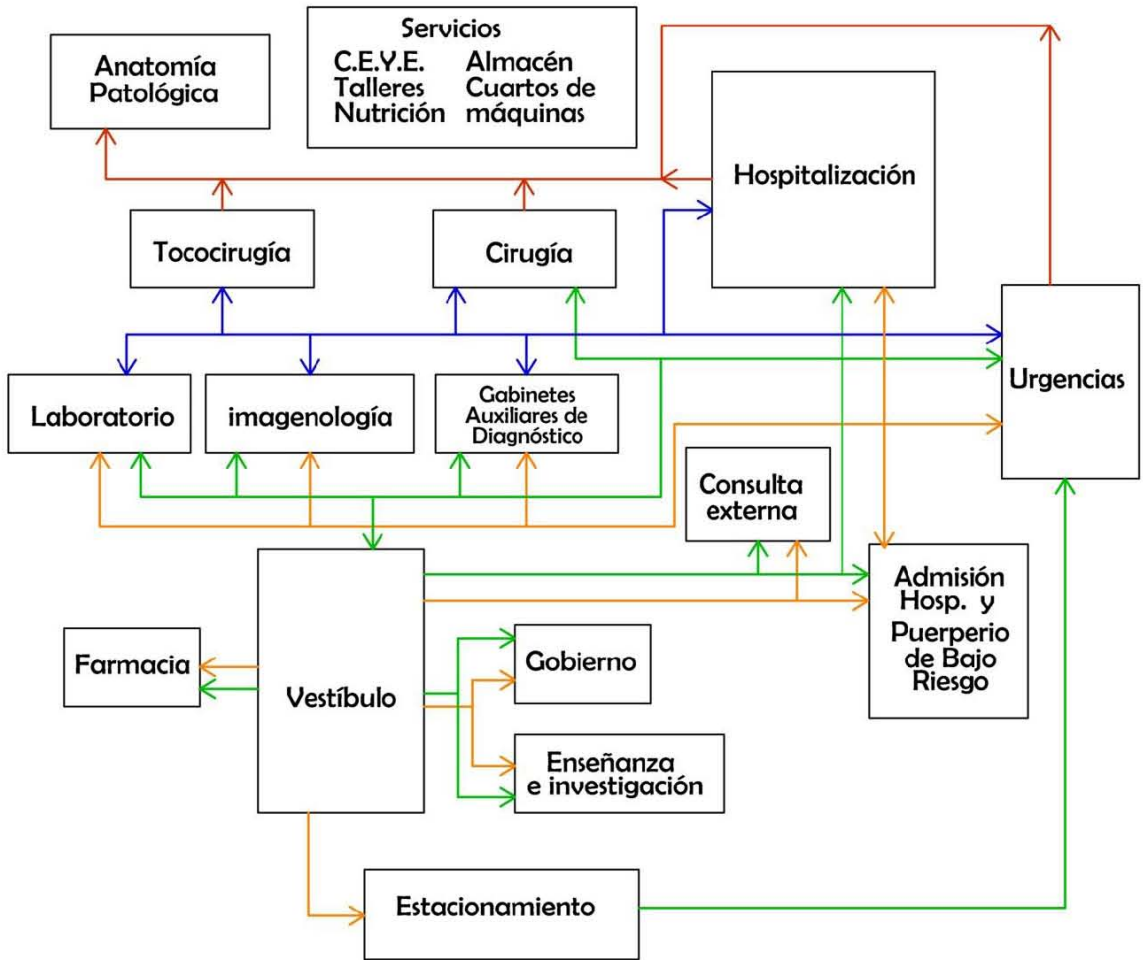 Anatomía
Patológica
Servicios
C.E.Y.E. Almacén
Talleres Cuartos de
Nutrición máquinas
Hospitalización
Tococirugía
Cirugía
Urgencias
Laboratorio
imagenología
Gabinetes
Auxiliares de
Diagnóstico
Consulta
externa
Admisión
Hosp. y
Puerperio
de Bajo
Riesgo
Farmacia
Vestíbulo
Gobierno
Enseñanza
e investigación
Estacionamiento